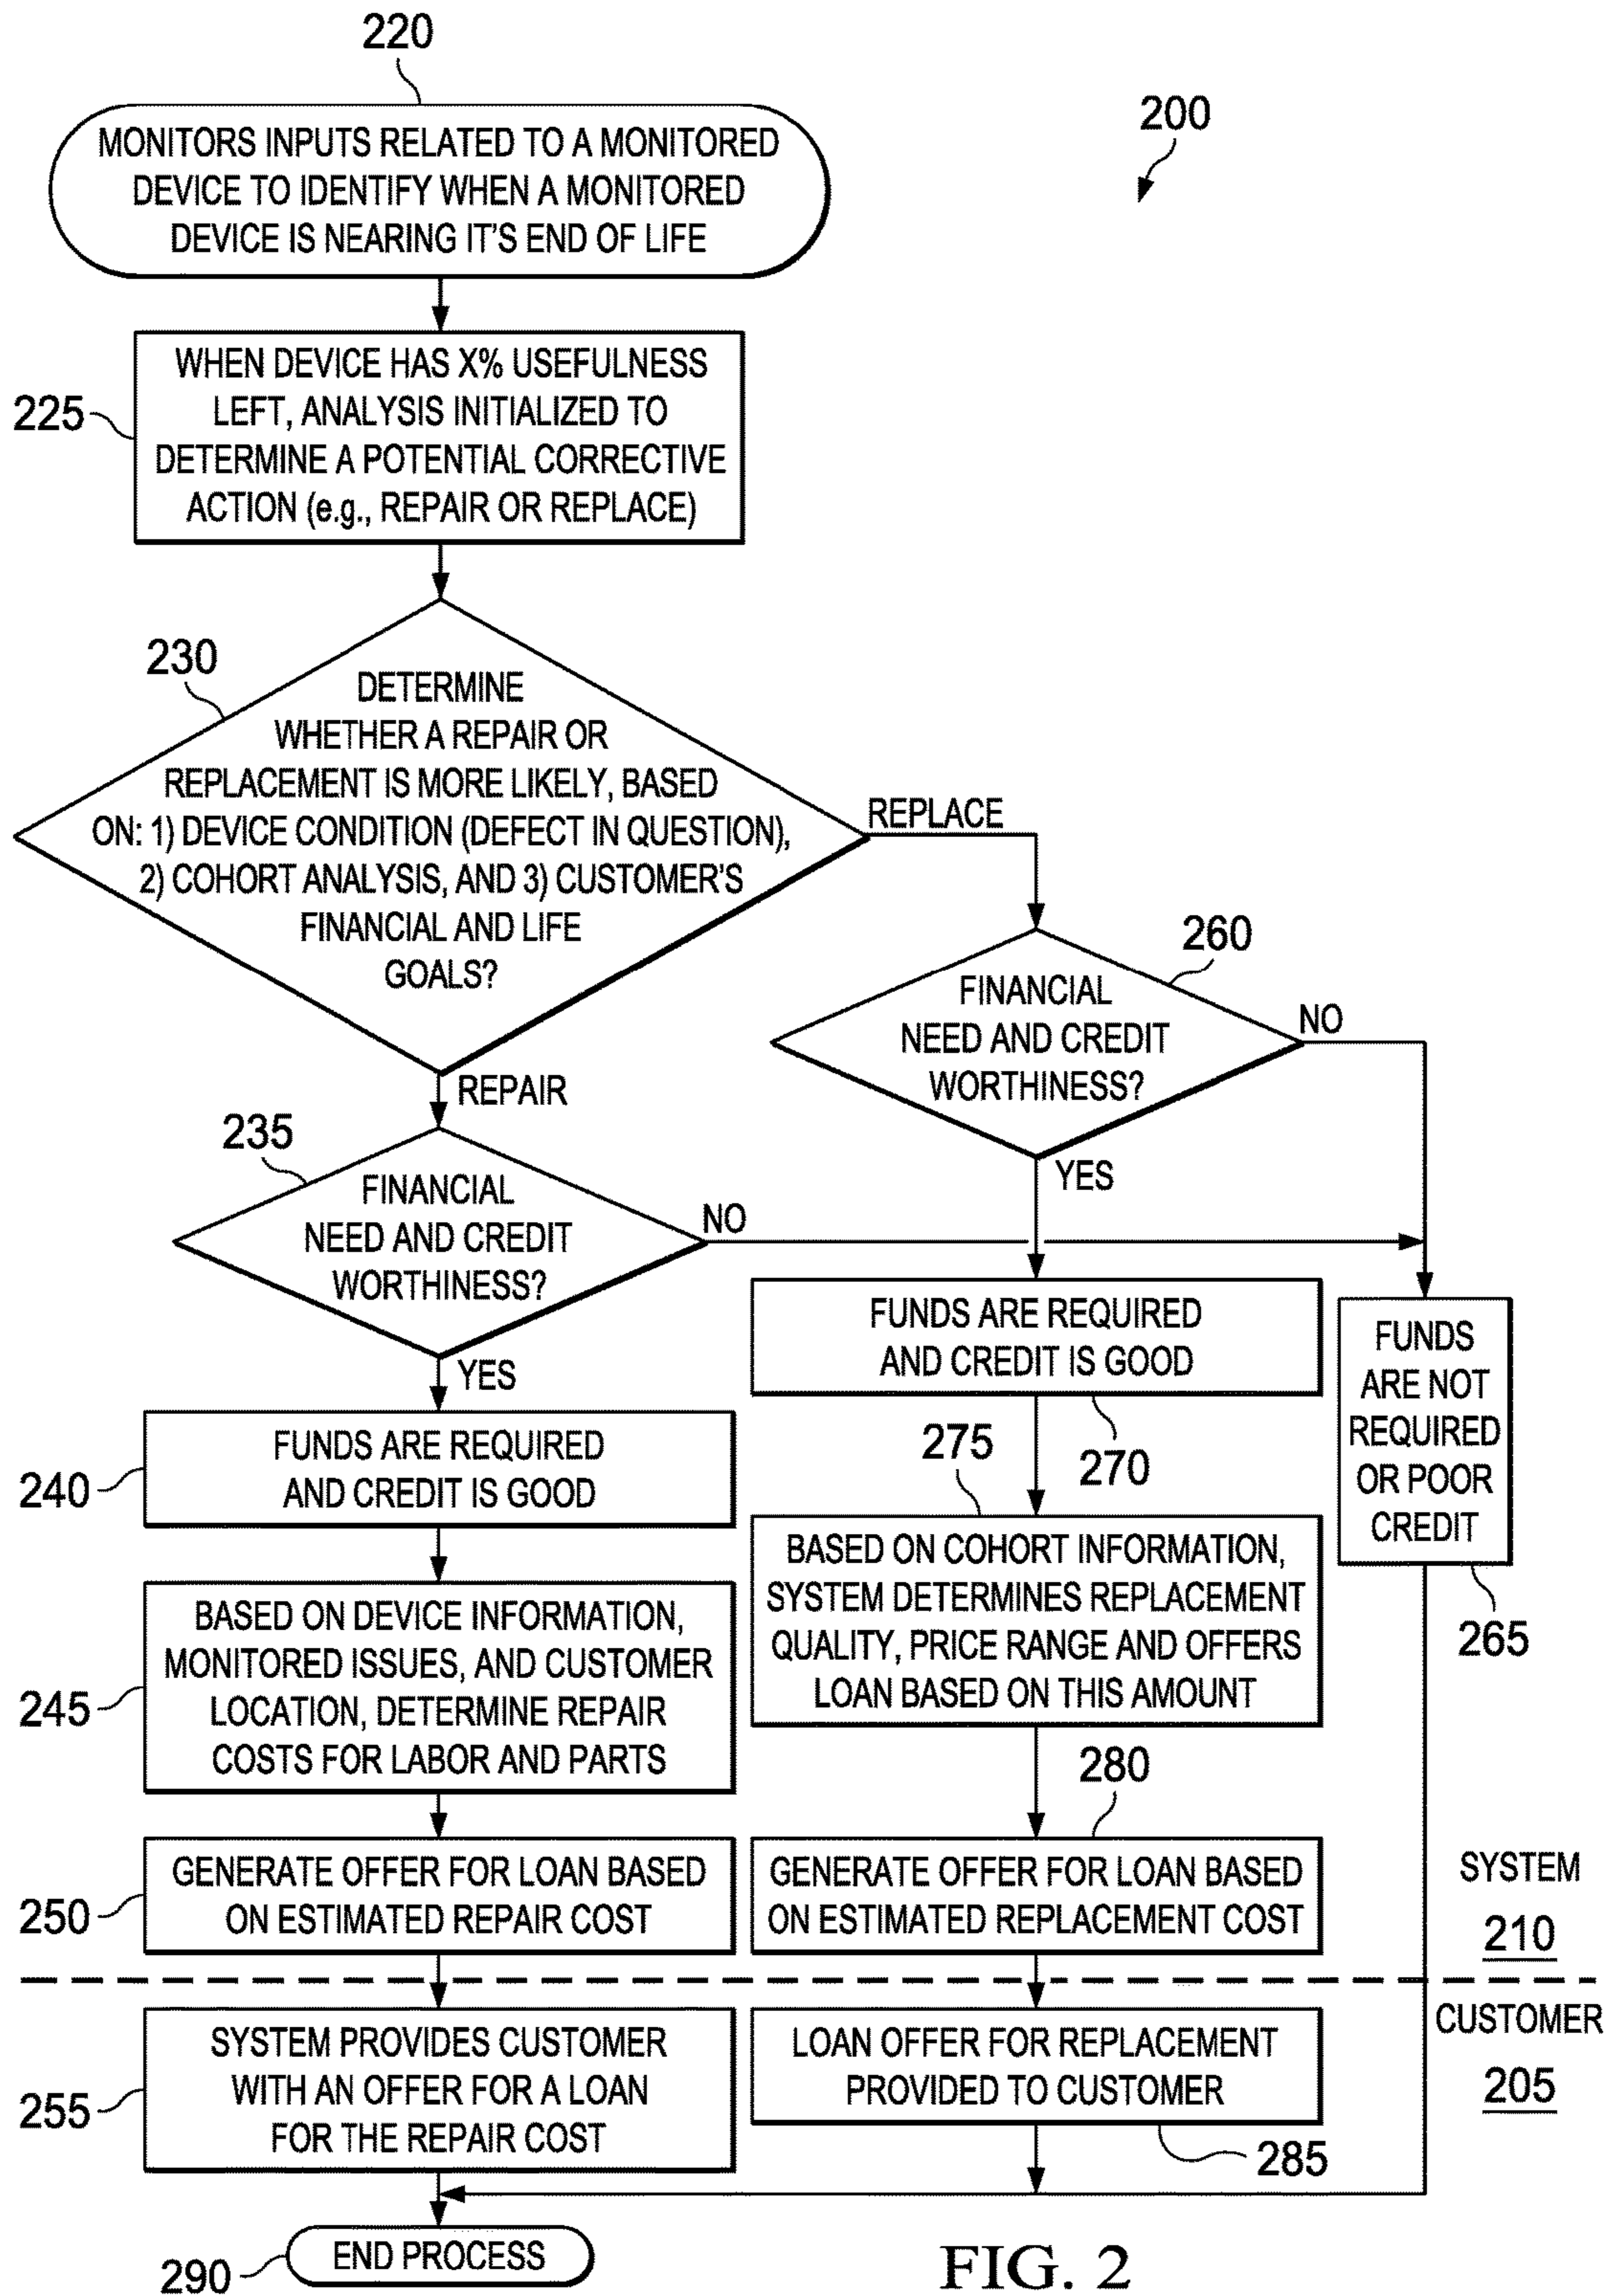 220
200
MONITORS INPUTS RELATED TO A MONITORED
DEVICE TO IDENTIFY WHEN A MONITORED
DEVICE IS NEARING IT'S END OF LIFE
225
WHEN DEVICE HAS X% USEFULNESS
LEFT, ANALYSIS INITIALIZED TO
DETERMINE A POTENTIAL CORRECTIVE
ACTION (e.g., REPAIR OR REPLACE)
230
DETERMINE
WHETHER A REPAIR OR
REPLACEMENT IS MORE LIKELY, BASED
ON: 1) DEVICE CONDITION (DEFECT IN QUESTION),
2) COHORT ANALYSIS, AND 3) CUSTOMER'S
FINANCIAL AND LIFE
GOALS?
REPLACE
REPAIR
260
FINANCIAL
NEED AND CREDIT
WORTHINESS?
NO
YES
235
FINANCIAL
NEED AND CREDIT
WORTHINESS?
NO
YES
FUNDS ARE REQUIRED
AND CREDIT IS GOOD
270
FUNDS
ARE NOT
REQUIRED
OR POOR
CREDIT
265
240
FUNDS ARE REQUIRED
AND CREDIT IS GOOD
275
BASED ON COHORT INFORMATION,
SYSTEM DETERMINES REPLACEMENT
QUALITY, PRICE RANGE AND OFFERS
LOAN BASED ON THIS AMOUNT
245
BASED ON DEVICE INFORMATION,
MONITORED ISSUES, AND CUSTOMER
LOCATION, DETERMINE REPAIR
COSTS FOR LABOR AND PARTS
280
250
GENERATE OFFER FOR LOAN BASED
ON ESTIMATED REPAIR COST
GENERATE OFFER FOR LOAN BASED
ON ESTIMATED REPLACEMENT COST
SYSTEM
210
CUSTOMER
205
255
SYSTEM PROVIDES CUSTOMER
WITH AN OFFER FOR A LOAN
FOR THE REPAIR COST
LOAN OFFER FOR REPLACEMENT
PROVIDED TO CUSTOMER
285
290
END PROCESS
FIG. 2